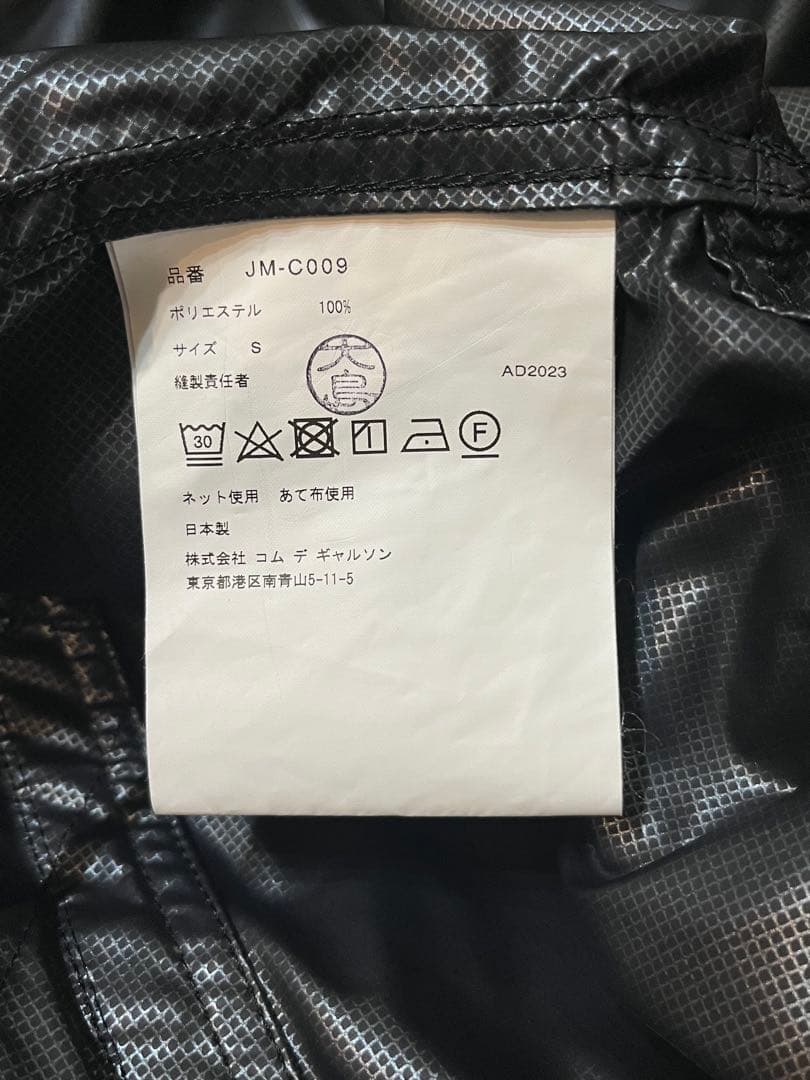 品番 JM-C009
ポリエステル 100%
サイズ S
縫製責任者 大島 AD2023
30 F
ネット使用 あて布使用
日本製
株式会社 コム デ ギャルソン
東京都港区南青山5-11-5